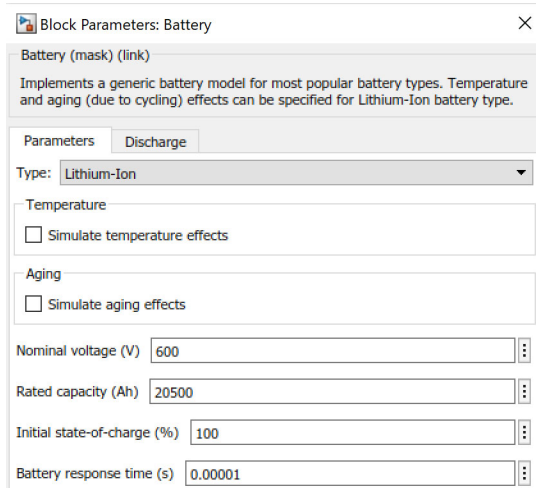 Block Parameters: Battery
Battery (mask) (link)
Implements a generic battery model for most popular battery types. Temperature
and aging (due to cycling) effects can be specified for Lithium-Ion battery type.
Parameters Discharge
Type: Lithium-Ion
Temperature
Simulate temperature effects
Aging
Simulate aging effects
Nominal voltage (V) 600
Rated capacity (Ah) 20500
Initial state-of-charge (%) 100
Battery response time (s) 0.00001